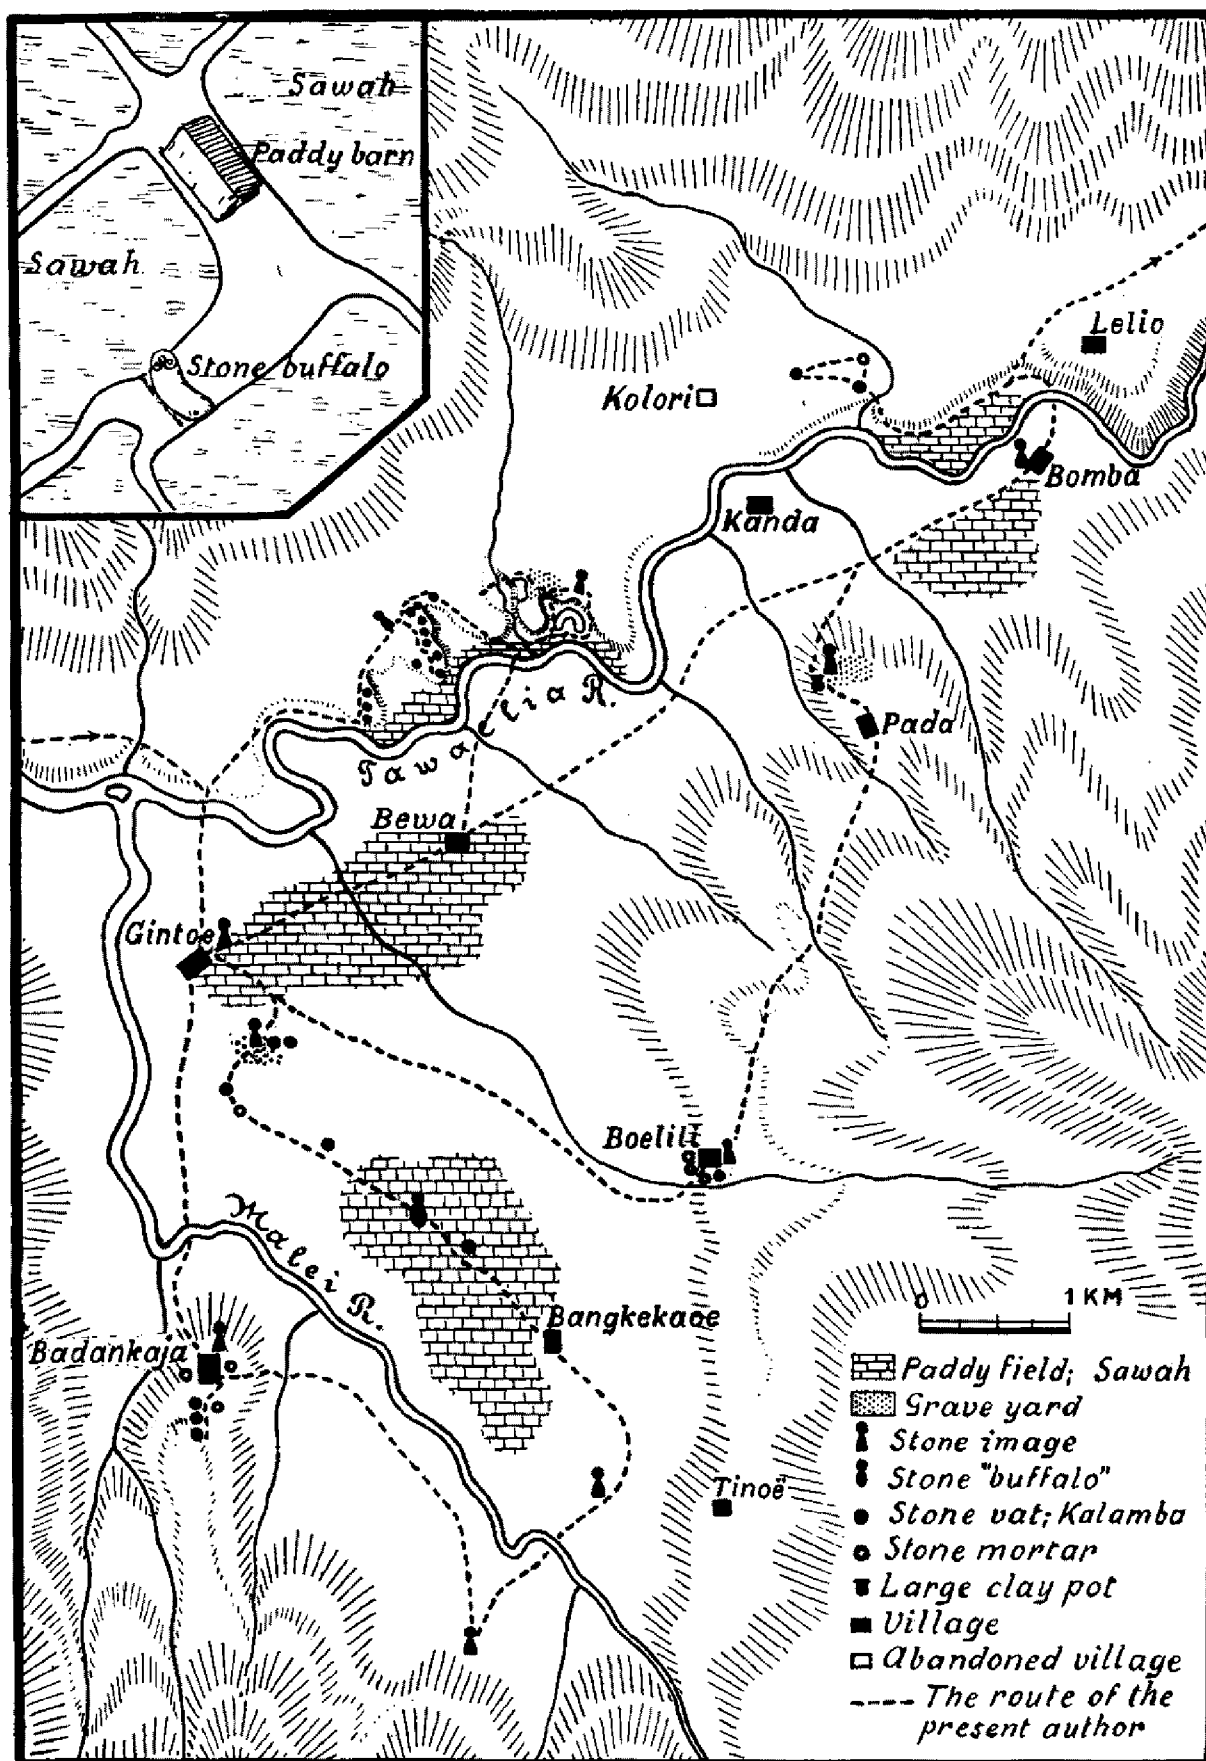 Sawah
Paddy barn
Sawah
Stone buffalo
Lelio
Kolori
Bomba
Kanda
Tawaelia R.
Pada
Bewa
Gintoe
Boelili
Malei R.
Bangkekaoe
Badankaja
Tinoë
0 1 KM
Paddy field; Sawah
Grave yard
Stone image
Stone "buffalo"
Stone vat; Kalamba
Stone mortar
Large clay pot
Village
Abandoned village
The route of the
present author